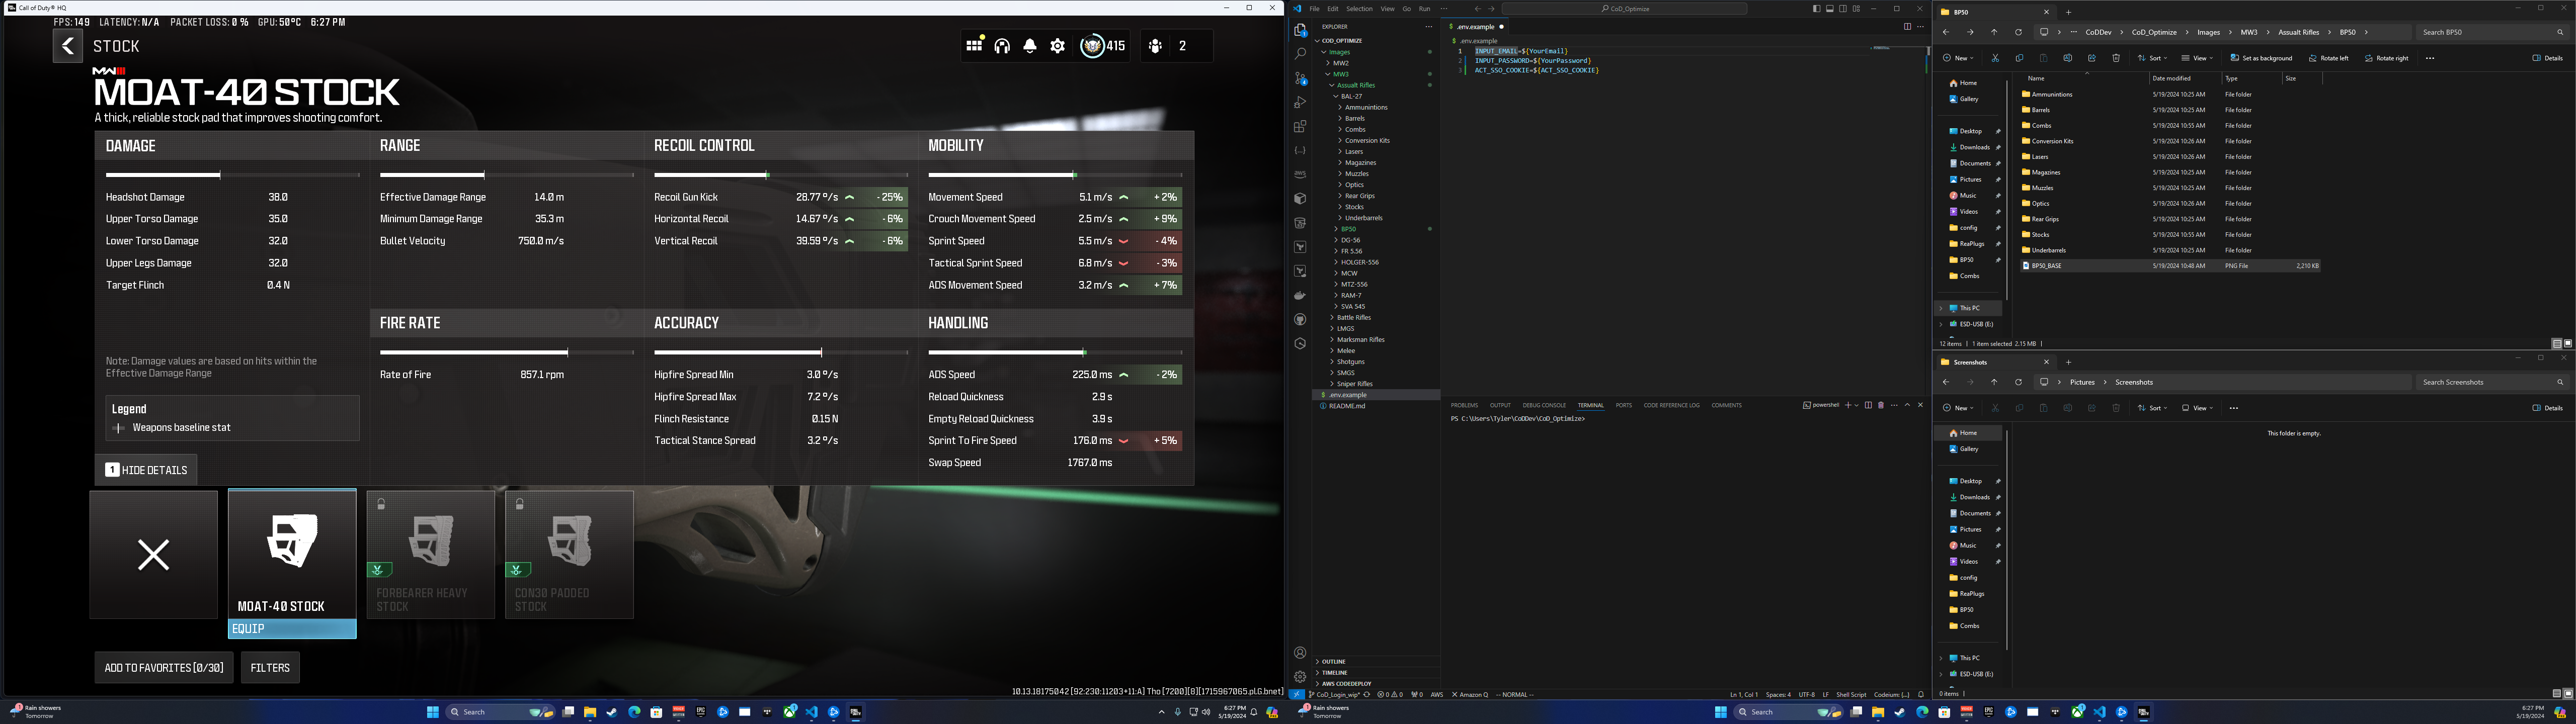 Call of Duty® HQ
FPS: 149 LATENCY: N/A PACKET LOSS: 0 % GPU: 50°C 6:27 PM
STOCK
415
2
MWIII
MOAT-40 STOCK
A thick, reliable stock pad that improves shooting comfort.
DAMAGE
Headshot Damage 38.0
Upper Torso Damage 35.0
Lower Torso Damage 32.0
Upper Legs Damage 32.0
Target Flinch 0.4 N
Note: Damage values are based on hits within the
Effective Damage Range
Legend
Weapons baseline stat
1 HIDE DETAILS
RANGE
Effective Damage Range 14.0 m
Minimum Damage Range 35.3 m
Bullet Velocity 750.0 m/s
FIRE RATE
Rate of Fire 857.1 rpm
RECOIL CONTROL
Recoil Gun Kick 28.77 º/s - 25%
Horizontal Recoil 14.67 º/s - 6%
Vertical Recoil 39.59 º/s - 6%
ACCURACY
Hipfire Spread Min 3.0 º/s
Hipfire Spread Max 7.2 º/s
Flinch Resistance 0.15 N
Tactical Stance Spread 3.2 º/s
MOBILITY
Movement Speed 5.1 m/s + 2%
Crouch Movement Speed 2.5 m/s + 9%
Sprint Speed 5.5 m/s - 4%
Tactical Sprint Speed 6.8 m/s - 3%
ADS Movement Speed 3.2 m/s + 7%
HANDLING
ADS Speed 225.0 ms - 2%
Reload Quickness 2.9 s
Empty Reload Quickness 3.9 s
Sprint To Fire Speed 176.0 ms + 5%
Swap Speed 1767.0 ms
MOAT-40 STOCK
EQUIP
FORBEARER HEAVY
STOCK
CDN30 PADDED
STOCK
ADD TO FAVORITES [0/30]
FILTERS
10.13.18175042 [92:230:11203+11:A] Tho [7200][8][1715967065.pl.G.bnet]
File Edit Selection View Go Run ···
CoD_Optimize
EXPLORER
COD_OPTIMIZE
Images
MW2
MW3
Assualt Rifles
BAL-27
Ammunintions
Barrels
Combs
Conversion Kits
Lasers
Magazines
Muzzles
Optics
Rear Grips
Stocks
Underbarrels
BP50
DG-56
FR 5.56
HOLGER-556
MCW
MTZ-556
RAM-7
SVA 545
Battle Rifles
LMGS
Marksman Rifles
Melee
Shotguns
SMGS
Sniper Rifles
.env.example
README.md
OUTLINE
TIMELINE
AWS CODEDEPLOY
.env.example
.env.example
1 INPUT_EMAIL=${YourEmail}
2 INPUT_PASSWORD=${YourPassword}
3 ACT_SSO_COOKIE=${ACT_SSO_COOKIE}
PROBLEMS OUTPUT DEBUG CONSOLE TERMINAL PORTS CODE REFERENCE LOG COMMENTS
powershell
PS C:\Users\Tyler\CoDDev\CoD_Optimize>
CoD_Login_wip* 0 0 0 AWS Amazon Q -- NORMAL --
Ln 1, Col 1 Spaces: 4 UTF-8 LF Shell Script Codeium: {...}
BP50
CoDDev > CoD_Optimize > Images > MW3 > Assualt Rifles > BP50 >
Search BP50
New Sort View Set as background Rotate left Rotate right Details
Home
Gallery
Desktop
Downloads
Documents
Pictures
Music
Videos
config
ReaPlugs
BP50
Combs
This PC
ESD-USB (E:)
Name Date modified Type Size
Ammunintions 5/19/2024 10:25 AM File folder
Barrels 5/19/2024 10:25 AM File folder
Combs 5/19/2024 10:55 AM File folder
Conversion Kits 5/19/2024 10:26 AM File folder
Lasers 5/19/2024 10:26 AM File folder
Magazines 5/19/2024 10:25 AM File folder
Muzzles 5/19/2024 10:25 AM File folder
Optics 5/19/2024 10:26 AM File folder
Rear Grips 5/19/2024 10:25 AM File folder
Stocks 5/19/2024 10:55 AM File folder
Underbarrels 5/19/2024 10:25 AM File folder
BP50_BASE 5/19/2024 10:48 AM PNG File 2,210 KB
12 items 1 item selected 2.15 MB
Screenshots
Pictures > Screenshots
Search Screenshots
New Sort View Details
Home
Gallery
Desktop
Downloads
Documents
Pictures
Music
Videos
config
ReaPlugs
BP50
Combs
This PC
ESD-USB (E:)
This folder is empty.
0 items
Rain showers
Tomorrow
Search
6:27 PM
5/19/2024
Rain showers
Tomorrow
Search
6:27 PM
5/19/2024